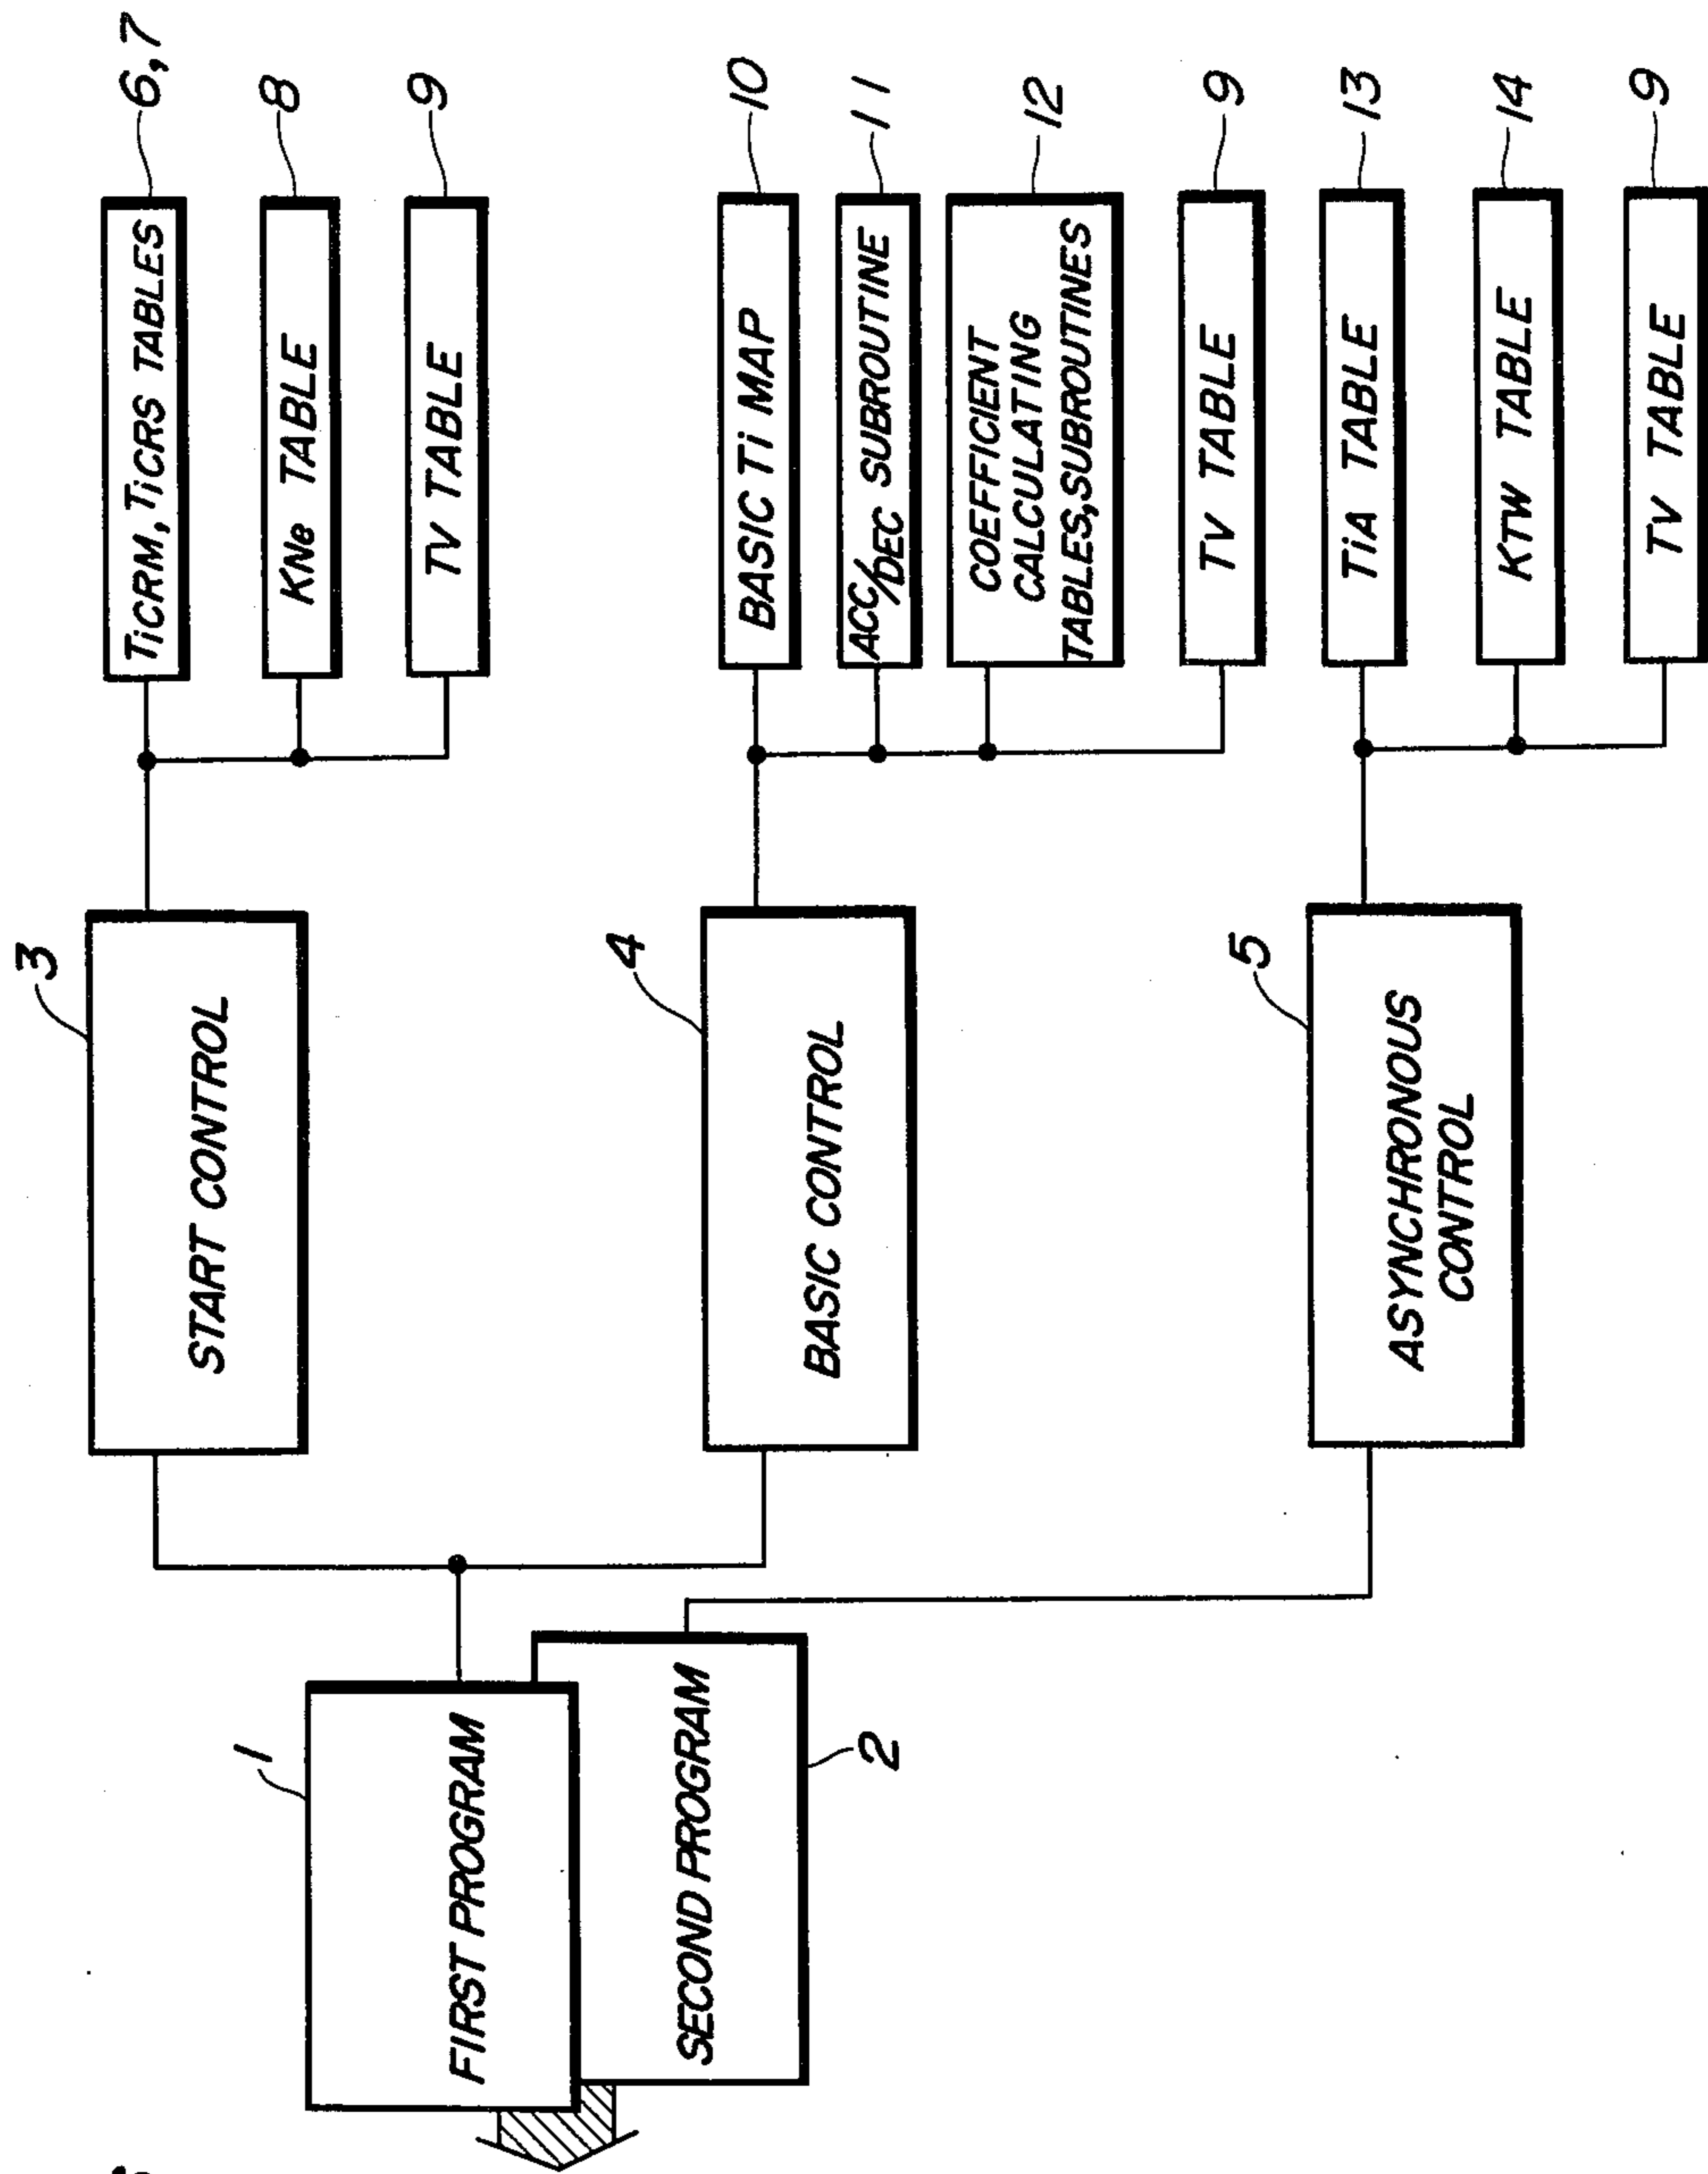 1
FIRST PROGRAM
SECOND PROGRAM
2
3
START CONTROL
4
BASIC CONTROL
5
ASYNCHRONOUS
CONTROL
TiCRM, TiCRS TABLES
6,7
KNe TABLE
8
TV TABLE
9
BASIC Ti MAP
10
ACC/DEC SUBROUTINE
11
COEFFICIENT
CALCULATING
TABLES, SUBROUTINES
12
TV TABLE
9
TiA TABLE
13
KTW TABLE
14
TV TABLE
9